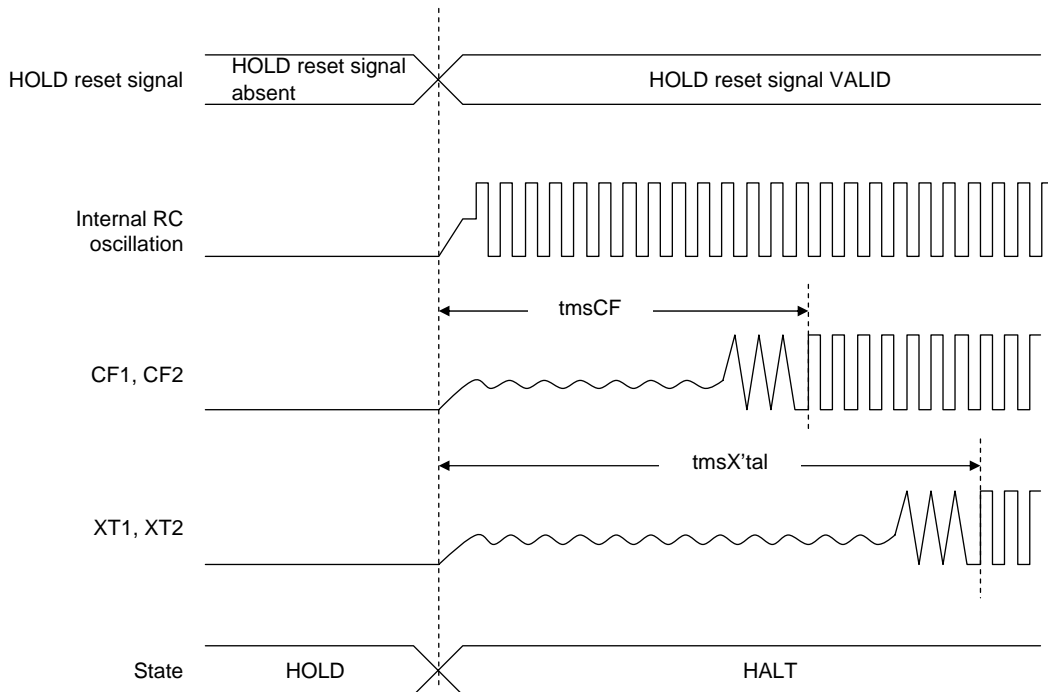 HOLD reset signal
HOLD reset signal
absent
HOLD reset signal VALID
Internal RC
oscillation
tmsCF
CF1, CF2
tmsX’tal
XT1, XT2
State
HOLD
HALT